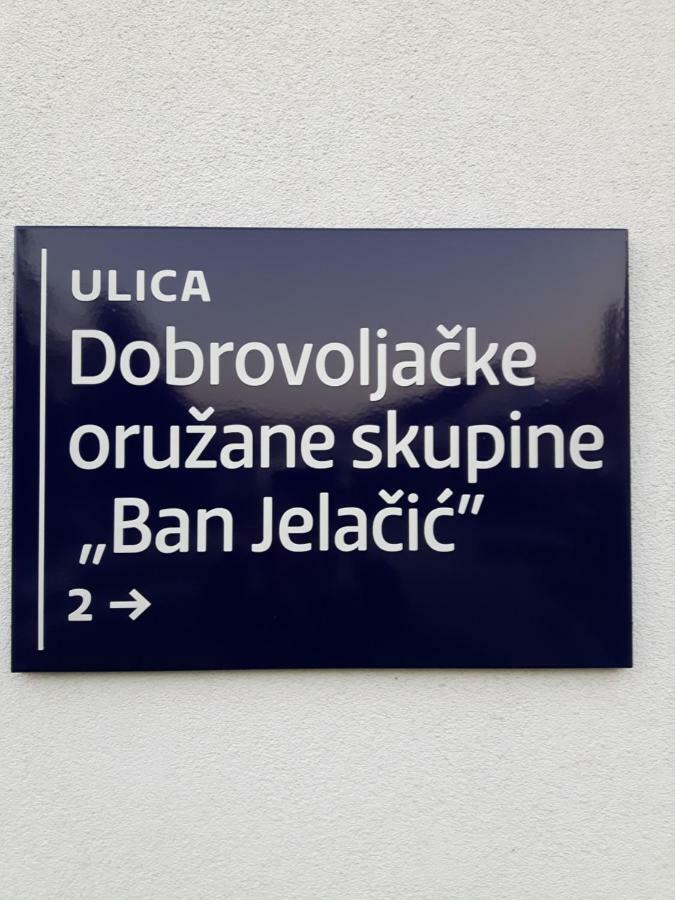 ULICA
Dobrovoljačke
oružane skupine
„Ban Jelačić”
2 →